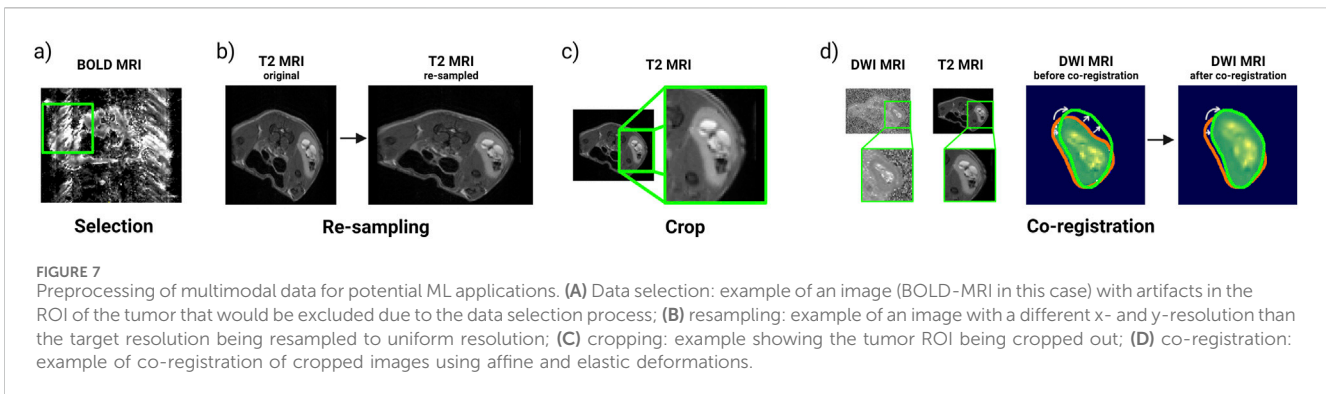 a)
BOLD MRI
Selection
b)
T2 MRI
original
T2 MRI
re-sampled
Re-sampling
c)
T2 MRI
Crop
d)
DWI MRI
T2 MRI
DWI MRI
before co-registration
DWI MRI
after co-registration
Co-registration
FIGURE 7
Preprocessing of multimodal data for potential ML applications. (A) Data selection: example of an image (BOLD-MRI in this case) with artifacts in the
ROI of the tumor that would be excluded due to the data selection process; (B) resampling: example of an image with a different x- and y-resolution than
the target resolution being resampled to uniform resolution; (C) cropping: example showing the tumor ROI being cropped out; (D) co-registration:
example of co-registration of cropped images using affine and elastic deformations.